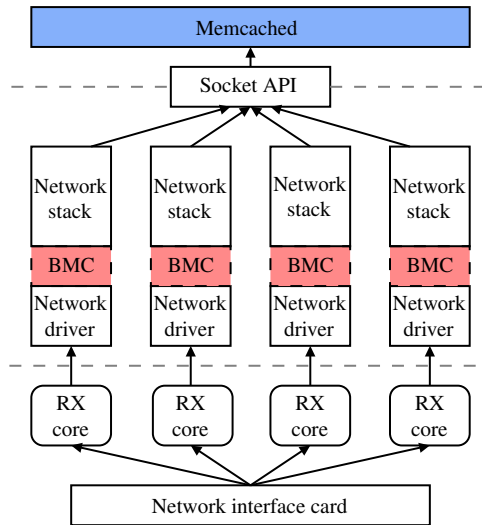 Memcached
Socket API
Network
stack
Network
stack
Network
stack
Network
stack
BMC
BMC
BMC
BMC
Network
driver
Network
driver
Network
driver
Network
driver
RX
core
RX
core
RX
core
RX
core
Network interface card